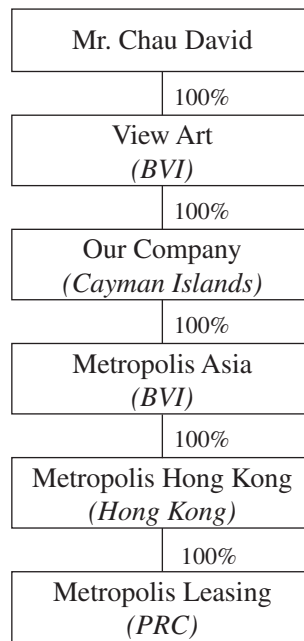 Mr. Chau David
100%
View Art
(BVI)
100%
Our Company
(Cayman Islands)
100%
Metropolis Asia
(BVI)
100%
Metropolis Hong Kong
(Hong Kong)
100%
Metropolis Leasing
(PRC)